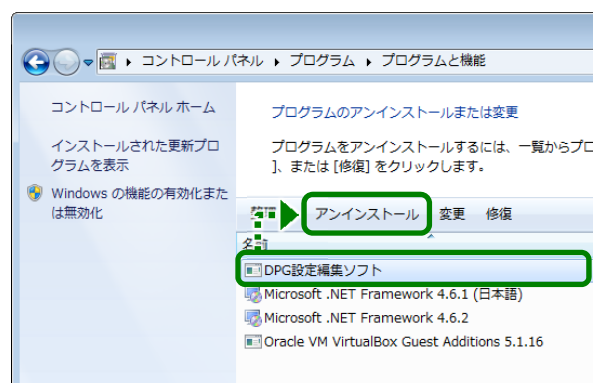 コントロール パネル ▸ プログラム ▸ プログラムと機能
コントロール パネル ホーム
インストールされた更新プロ
グラムを表示
Windows の機能の有効化また
は無効化
プログラムのアンインストールまたは変更
プログラムをアンインストールするには、一覧からプロ
]、または [修復] をクリックします。
アンインストール 変更 修復
名前
DPG設定編集ソフト
Microsoft .NET Framework 4.6.1 (日本語)
Microsoft .NET Framework 4.6.2
Oracle VM VirtualBox Guest Additions 5.1.16